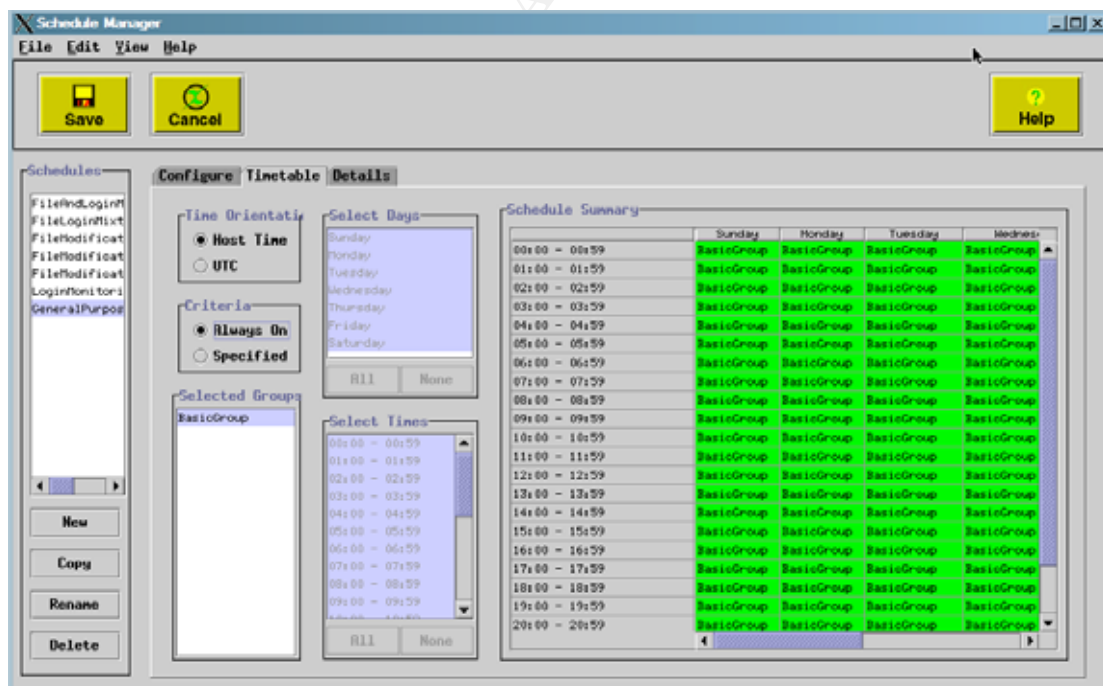 Schedule Manager
File Edit View Help
Save
Cancel
Help
Schedules
FileAndLoginM
FileLoginMixt
FileModificat
FileModificat
FileModificat
LoginMonitori
GeneralPurpos
New
Copy
Rename
Delete
Configure Timetable Details
Time Orientati
Host Time
UTC
Criteria
Always On
Specified
Selected Groups
BasicGroup
Select Days
Sunday
Monday
Tuesday
Wednesday
Thursday
Friday
Saturday
All None
Select Times
00:00 - 00:59
01:00 - 01:59
02:00 - 02:59
03:00 - 03:59
04:00 - 04:59
05:00 - 05:59
06:00 - 06:59
07:00 - 07:59
08:00 - 08:59
09:00 - 09:59
All None
Schedule Summary
Sunday Monday Tuesday Wednes
00:00 - 00:59 BasicGroup BasicGroup BasicGroup BasicGroup
01:00 - 01:59 BasicGroup BasicGroup BasicGroup BasicGroup
02:00 - 02:59 BasicGroup BasicGroup BasicGroup BasicGroup
03:00 - 03:59 BasicGroup BasicGroup BasicGroup BasicGroup
04:00 - 04:59 BasicGroup BasicGroup BasicGroup BasicGroup
05:00 - 05:59 BasicGroup BasicGroup BasicGroup BasicGroup
06:00 - 06:59 BasicGroup BasicGroup BasicGroup BasicGroup
07:00 - 07:59 BasicGroup BasicGroup BasicGroup BasicGroup
08:00 - 08:59 BasicGroup BasicGroup BasicGroup BasicGroup
09:00 - 09:59 BasicGroup BasicGroup BasicGroup BasicGroup
10:00 - 10:59 BasicGroup BasicGroup BasicGroup BasicGroup
11:00 - 11:59 BasicGroup BasicGroup BasicGroup BasicGroup
12:00 - 12:59 BasicGroup BasicGroup BasicGroup BasicGroup
13:00 - 13:59 BasicGroup BasicGroup BasicGroup BasicGroup
14:00 - 14:59 BasicGroup BasicGroup BasicGroup BasicGroup
15:00 - 15:59 BasicGroup BasicGroup BasicGroup BasicGroup
16:00 - 16:59 BasicGroup BasicGroup BasicGroup BasicGroup
17:00 - 17:59 BasicGroup BasicGroup BasicGroup BasicGroup
18:00 - 18:59 BasicGroup BasicGroup BasicGroup BasicGroup
19:00 - 19:59 BasicGroup BasicGroup BasicGroup BasicGroup
20:00 - 20:59 BasicGroup BasicGroup BasicGroup BasicGroup